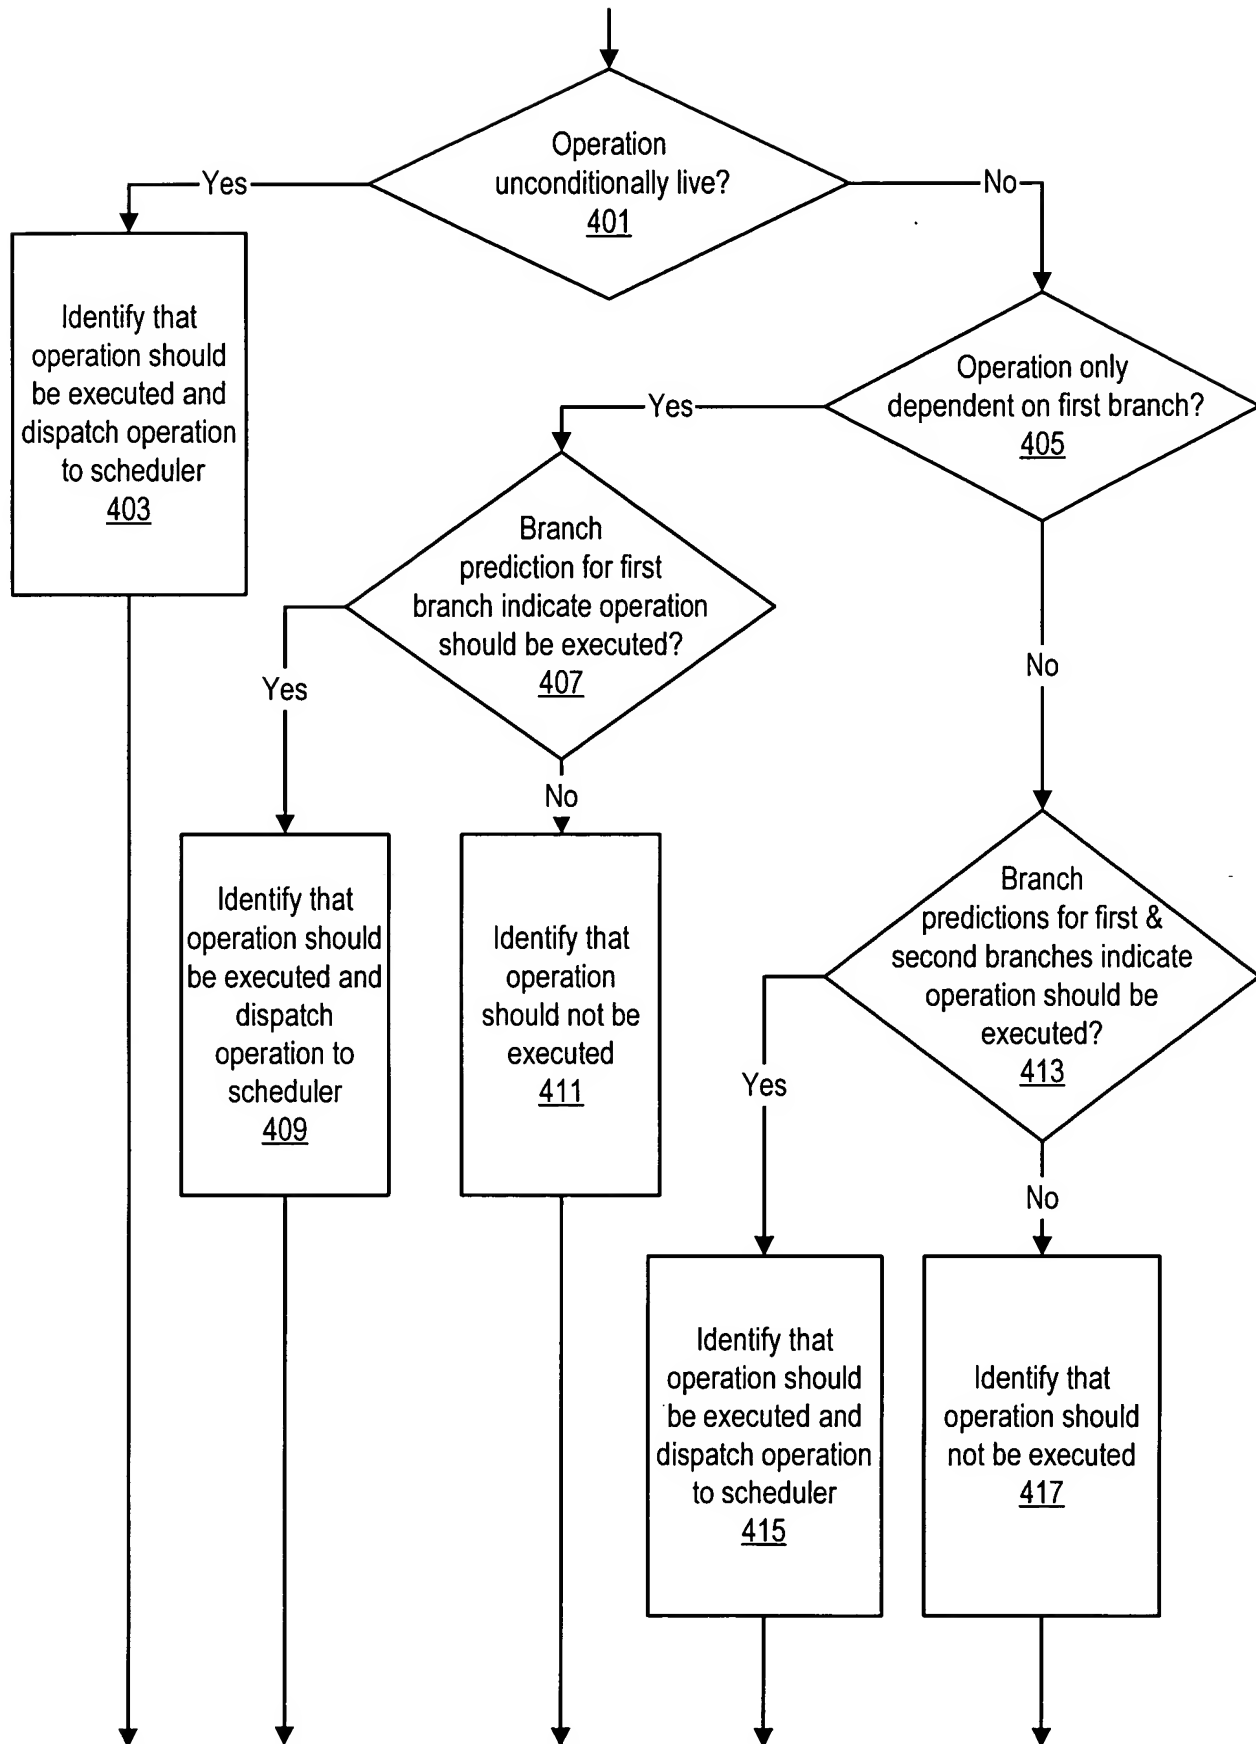 Operation
unconditionally live?
401
Yes
No
Identify that
operation should
be executed and
dispatch operation
to scheduler
403
Operation only
dependent on first branch?
405
Yes
No
Branch
prediction for first
branch indicate operation
should be executed?
407
Yes
No
Identify that
operation should
be executed and
dispatch
operation to
scheduler
409
Identify that
operation
should not be
executed
411
Branch
predictions for first &
second branches indicate
operation should be
executed?
413
Yes
No
Identify that
operation should
be executed and
dispatch operation
to scheduler
415
Identify that
operation should
not be executed
417